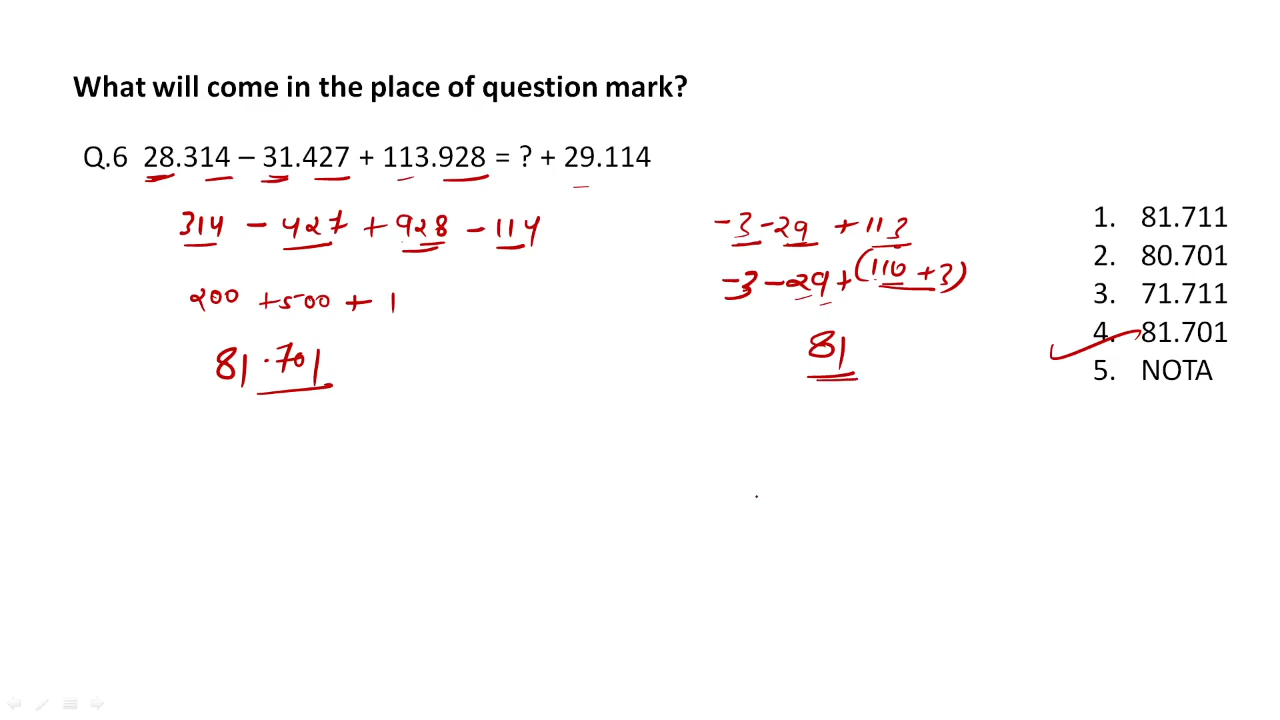 What will come in the place of question mark?
Q.6 28.314 – 31.427 + 113.928 = ? + 29.114
314 - 427 + 928 - 114
200 + 500 + 1
81.701
-3 - 29 + 113
-3 - 29 + (110 + 3)
81
1. 81.711
2. 80.701
3. 71.711
4. 81.701
5. NOTA